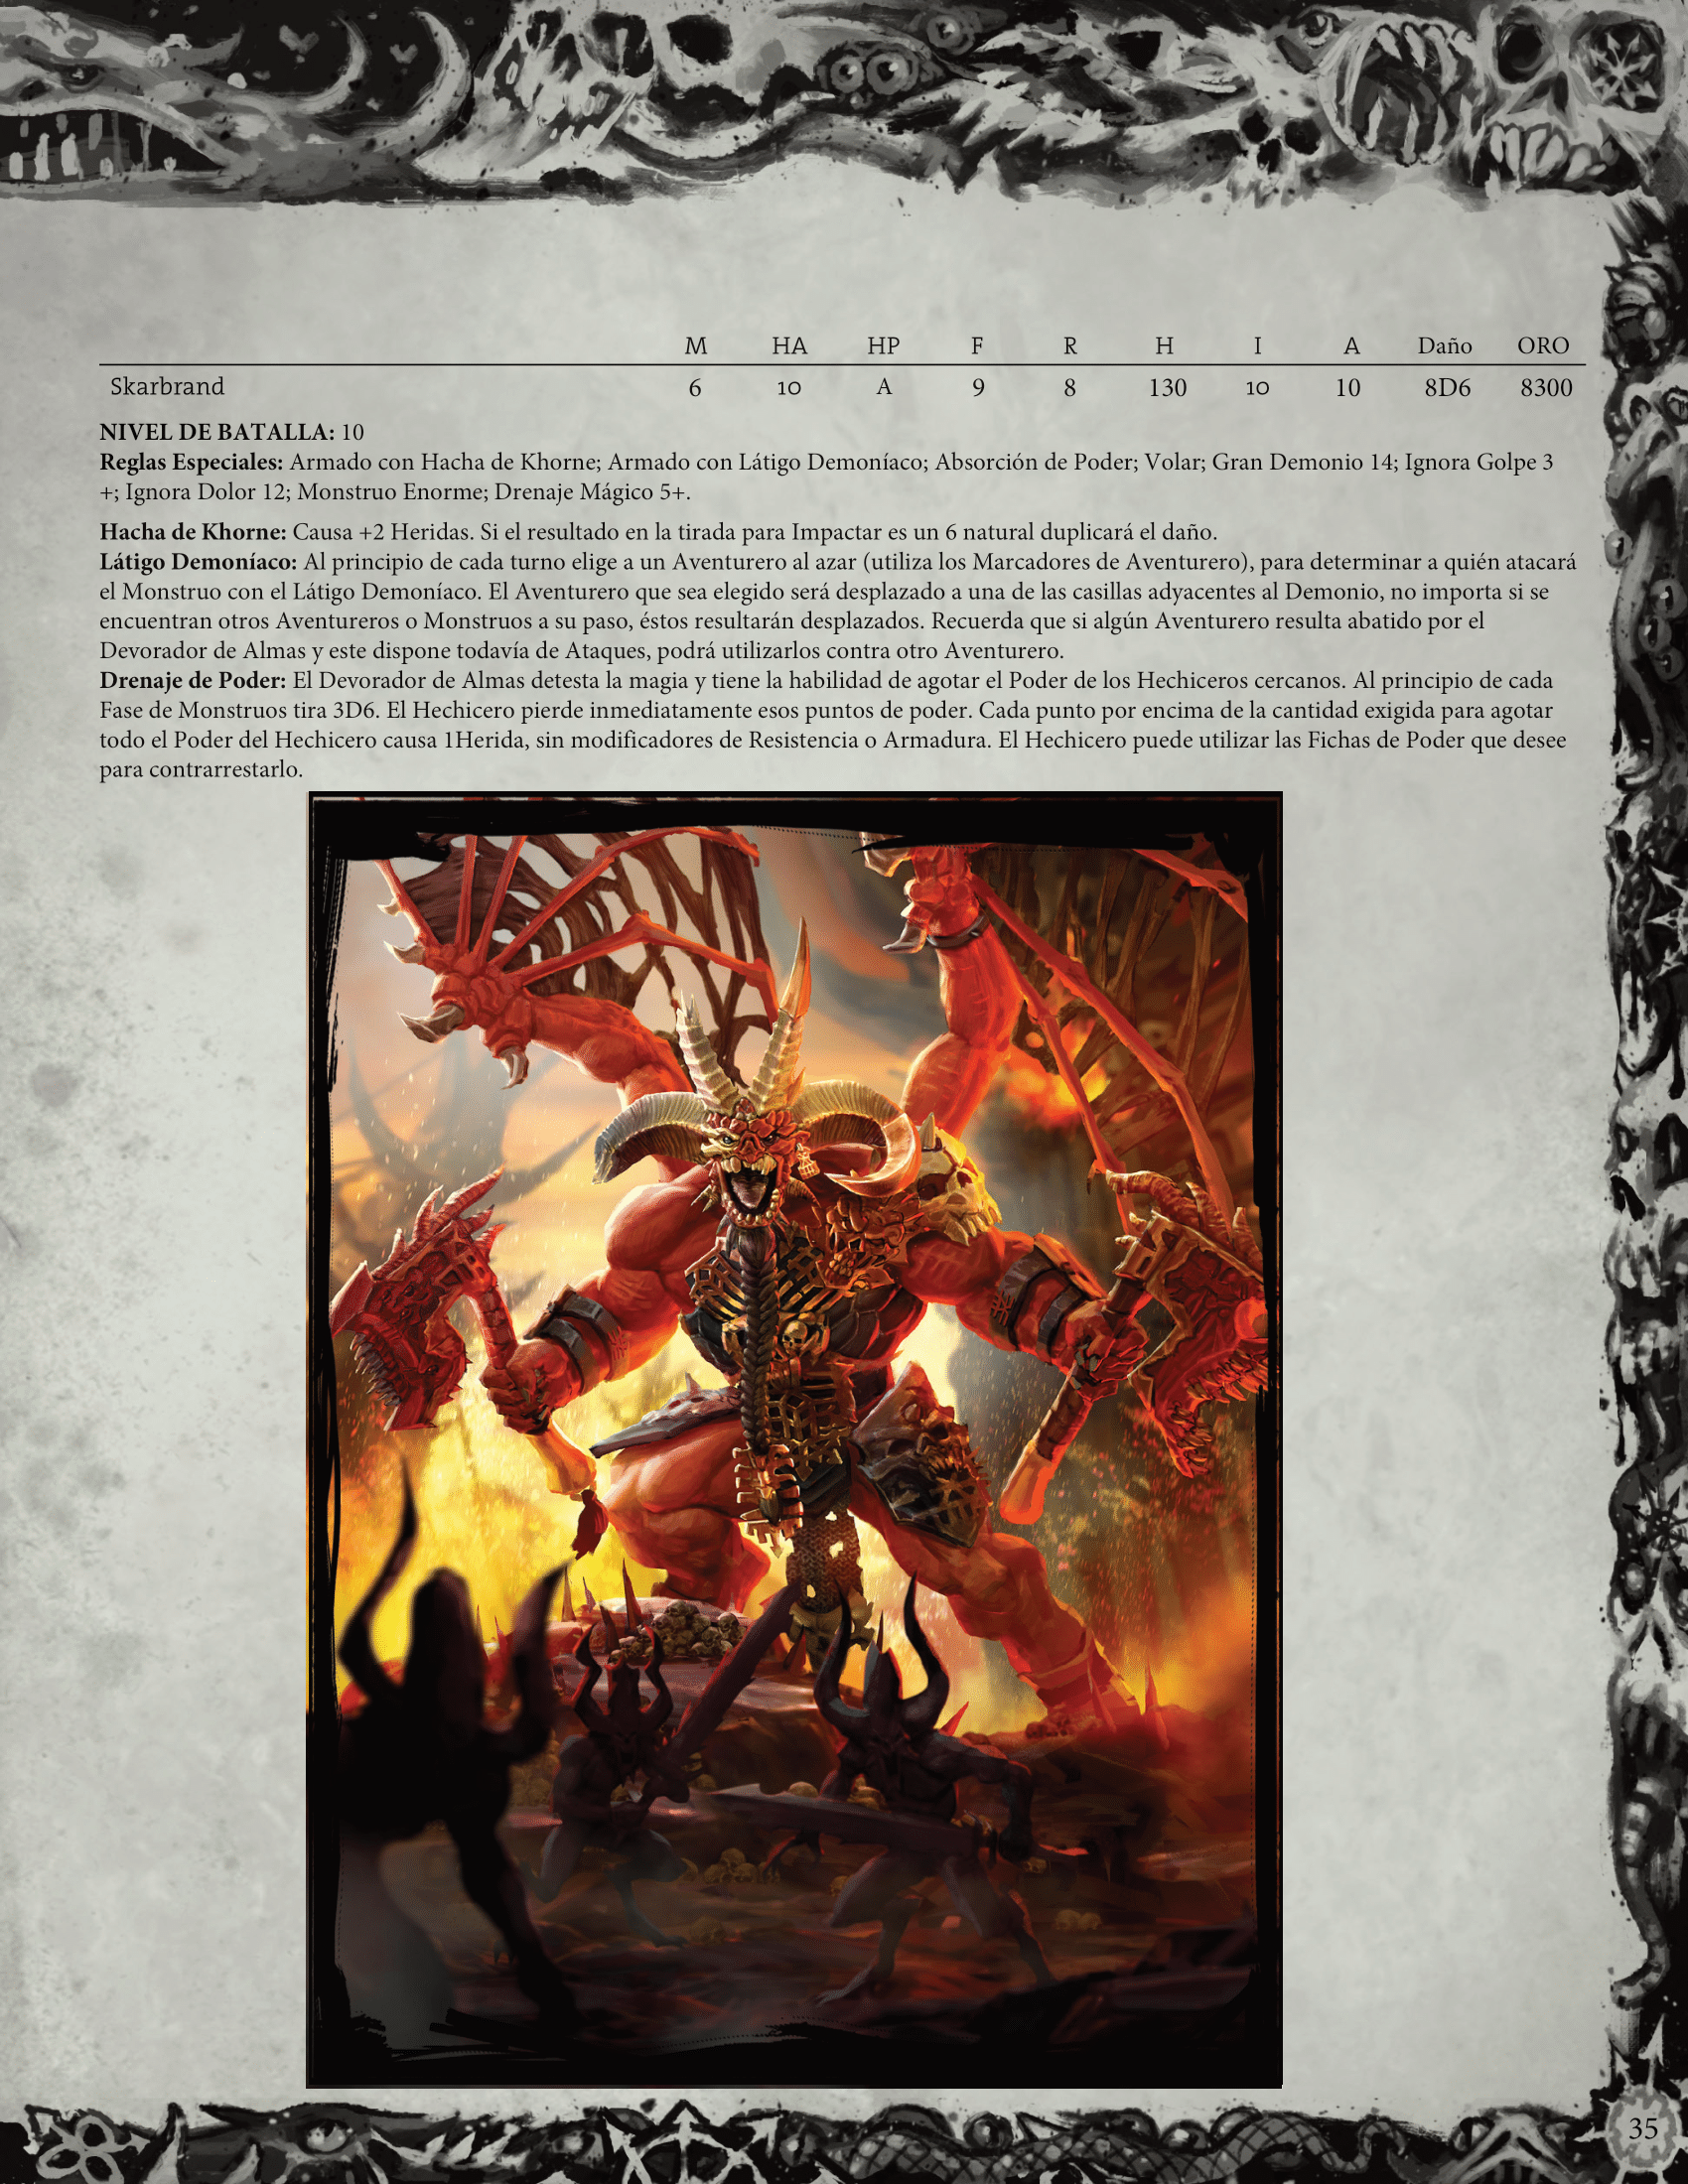 M HA HP F R H I A Daño ORO
Skarbrand 6 10 A 9 8 130 10 10 8D6 8300
NIVEL DE BATALLA: 10
Reglas Especiales: Armado con Hacha de Khorne; Armado con Látigo Demoníaco; Absorción de Poder; Volar; Gran Demonio 14; Ignora Golpe 3
+; Ignora Dolor 12; Monstruo Enorme; Drenaje Mágico 5+.
Hacha de Khorne: Causa +2 Heridas. Si el resultado en la tirada para Impactar es un 6 natural duplicará el daño.
Látigo Demoníaco: Al principio de cada turno elige a un Aventurero al azar (utiliza los Marcadores de Aventurero), para determinar a quién atacará
el Monstruo con el Látigo Demoníaco. El Aventurero que sea elegido será desplazado a una de las casillas adyacentes al Demonio, no importa si se
encuentran otros Aventureros o Monstruos a su paso, éstos resultarán desplazados. Recuerda que si algún Aventurero resulta abatido por el
Devorador de Almas y este dispone todavía de Ataques, podrá utilizarlos contra otro Aventurero.
Drenaje de Poder: El Devorador de Almas detesta la magia y tiene la habilidad de agotar el Poder de los Hechiceros cercanos. Al principio de cada
Fase de Monstruos tira 3D6. El Hechicero pierde inmediatamente esos puntos de poder. Cada punto por encima de la cantidad exigida para agotar
todo el Poder del Hechicero causa 1Herida, sin modificadores de Resistencia o Armadura. El Hechicero puede utilizar las Fichas de Poder que desee
para contrarrestarlo.
35